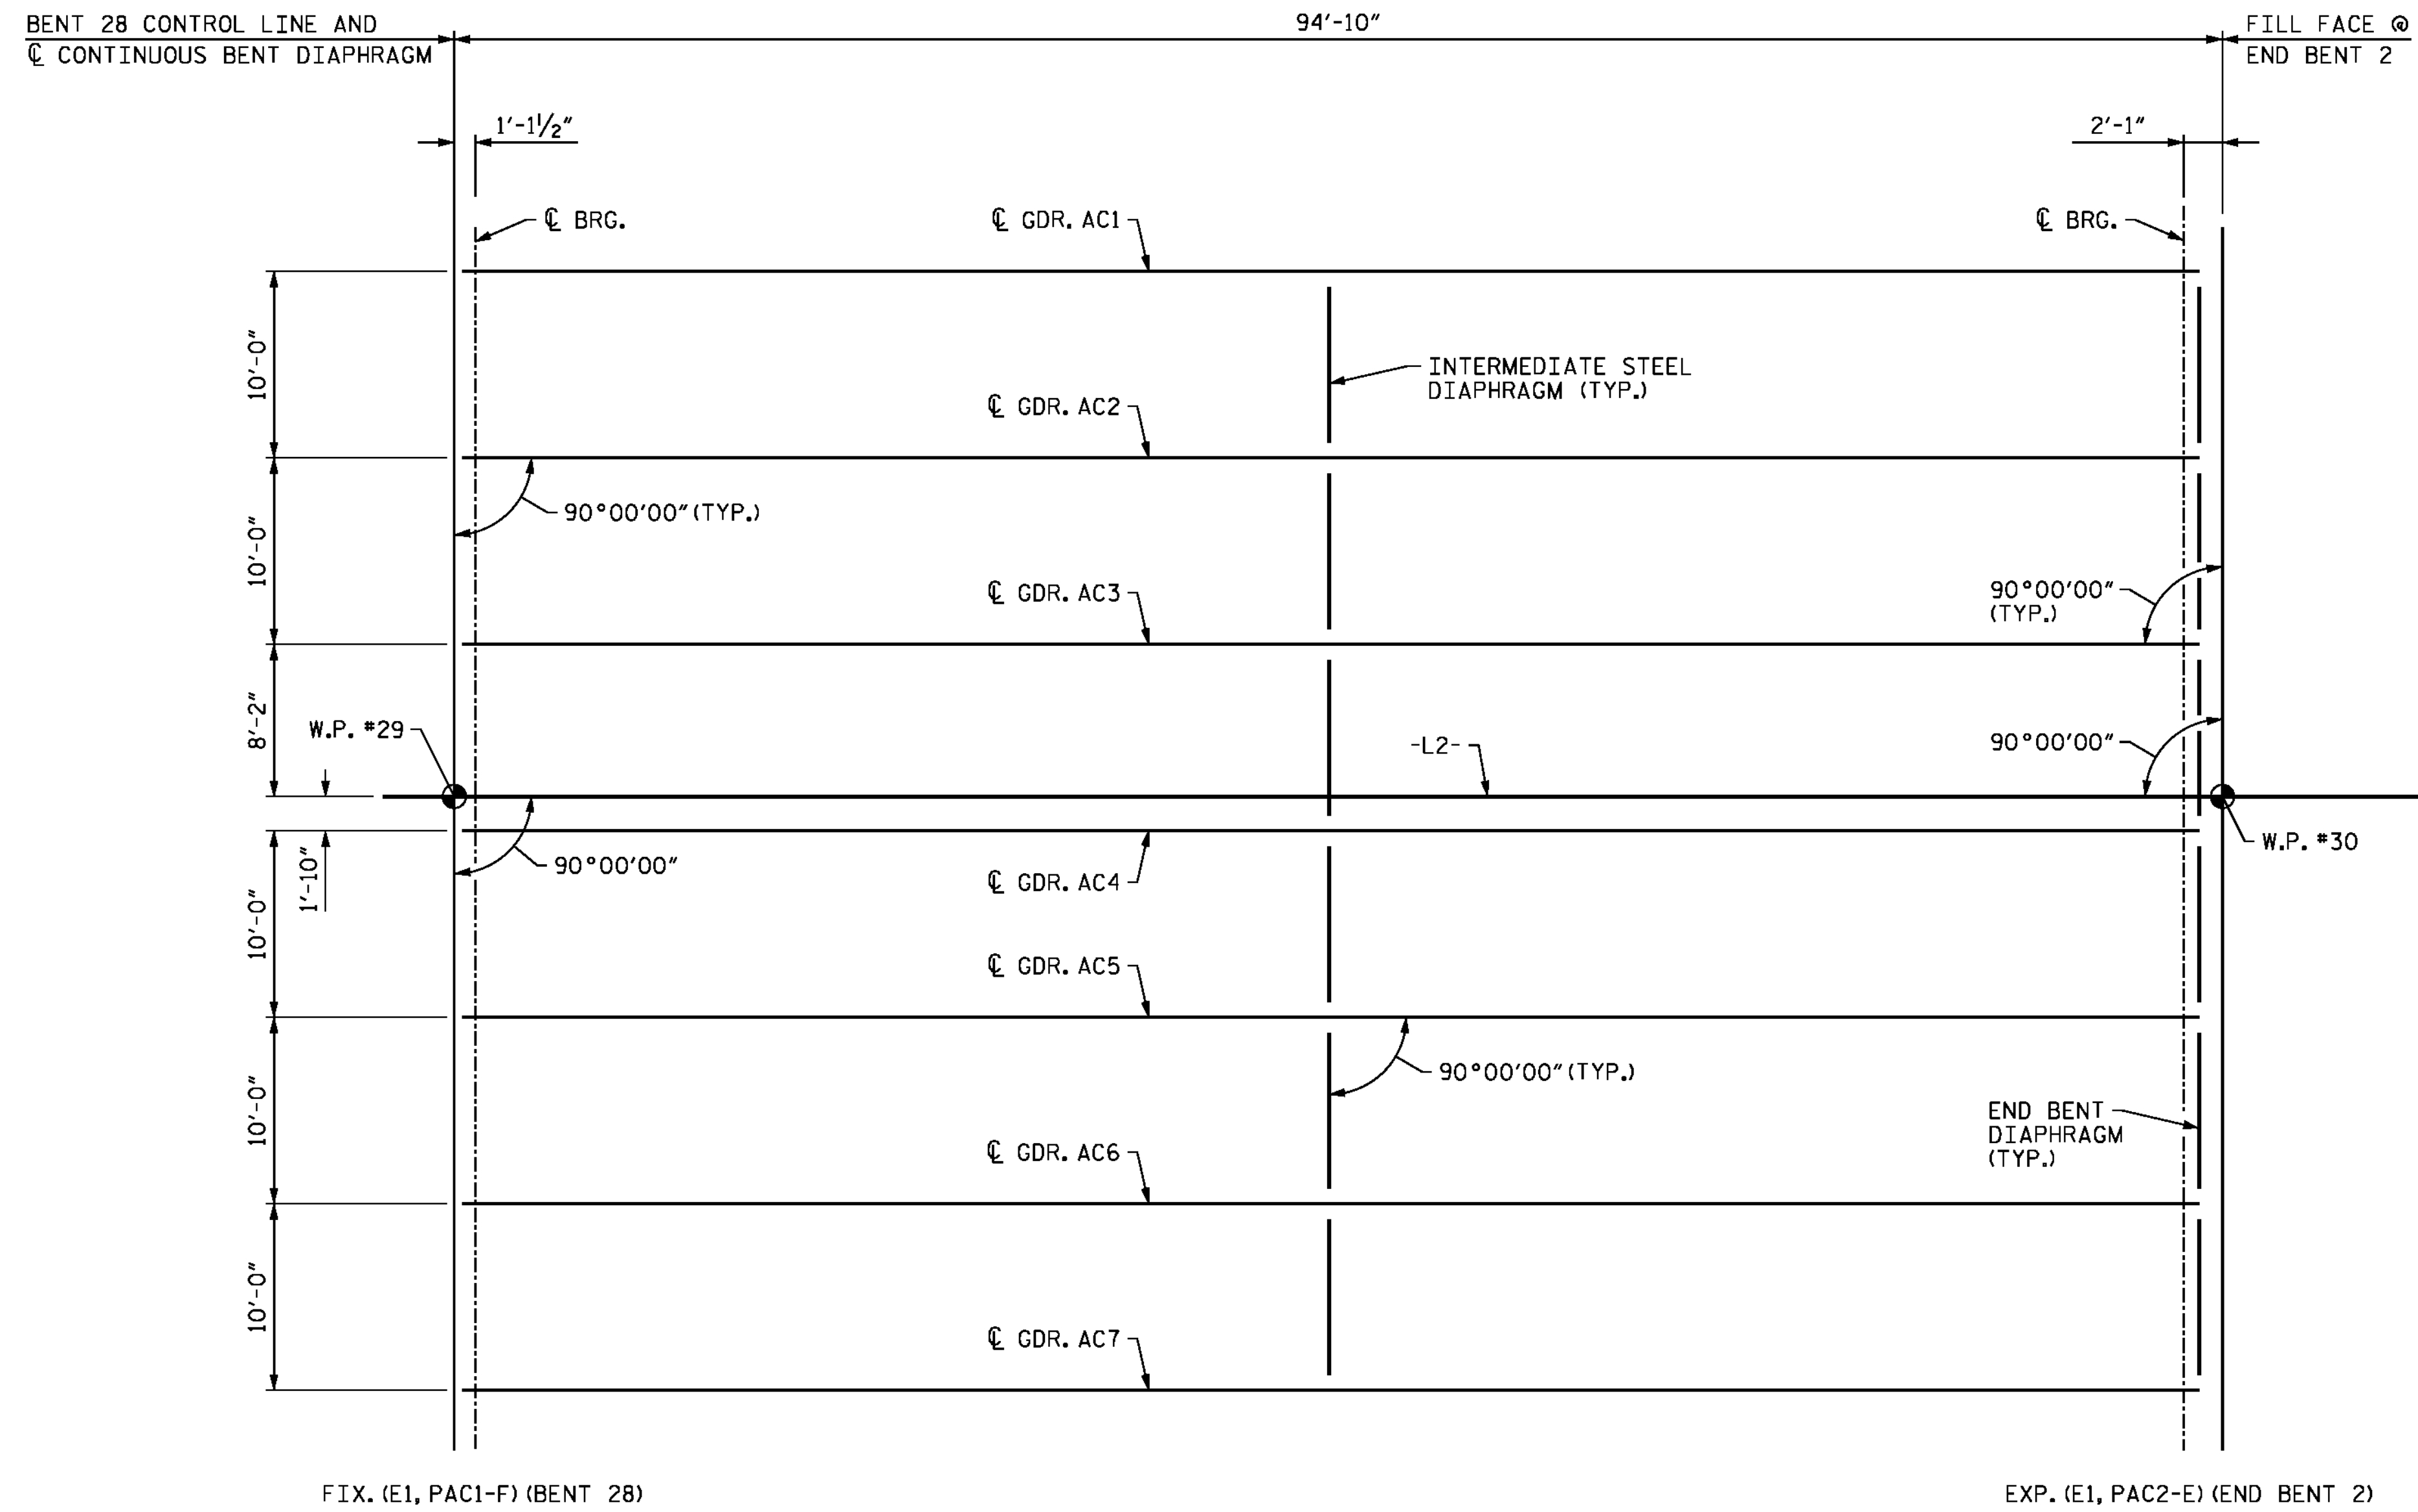 BENT 28 CONTROL LINE AND
℄ CONTINUOUS BENT DIAPHRAGM
94'-10"
FILL FACE @
END BENT 2
1'-1½"
2'-1"
℄ BRG.
℄ GDR. AC1
℄ BRG.
10'-0"
INTERMEDIATE STEEL
DIAPHRAGM (TYP.)
℄ GDR. AC2
90°00'00" (TYP.)
10'-0"
℄ GDR. AC3
90°00'00"
(TYP.)
8'-2"
W.P. #29
-L2-
90°00'00"
W.P. #30
1'-10"
90°00'00"
℄ GDR. AC4
10'-0"
℄ GDR. AC5
90°00'00" (TYP.)
10'-0"
END BENT
DIAPHRAGM
(TYP.)
℄ GDR. AC6
10'-0"
℄ GDR. AC7
FIX. (E1, PAC1-F) (BENT 28)
EXP. (E1, PAC2-E) (END BENT 2)